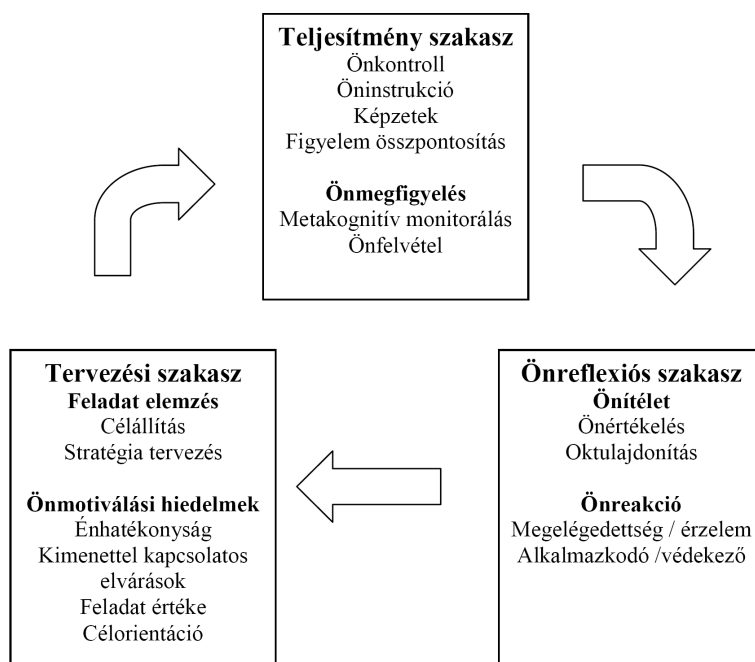 Teljesítmény szakasz
Önkontroll
Öninstrukció
Képzetek
Figyelem összpontosítás
Önmegfigyelés
Metakognitív monitorálás
Önfelvétel
Tervezési szakasz
Feladat elemzés
Célállítás
Stratégia tervezés
Önmotiválási hiedelmek
Énhatékonyság
Kimenettel kapcsolatos
elvárások
Feladat értéke
Célorientáció
Önreflexiós szakasz
Önítélet
Önértékelés
Oktulajdonítás
Önreakció
Megelégedettség / érzelem
Alkalmazkodó /védekező